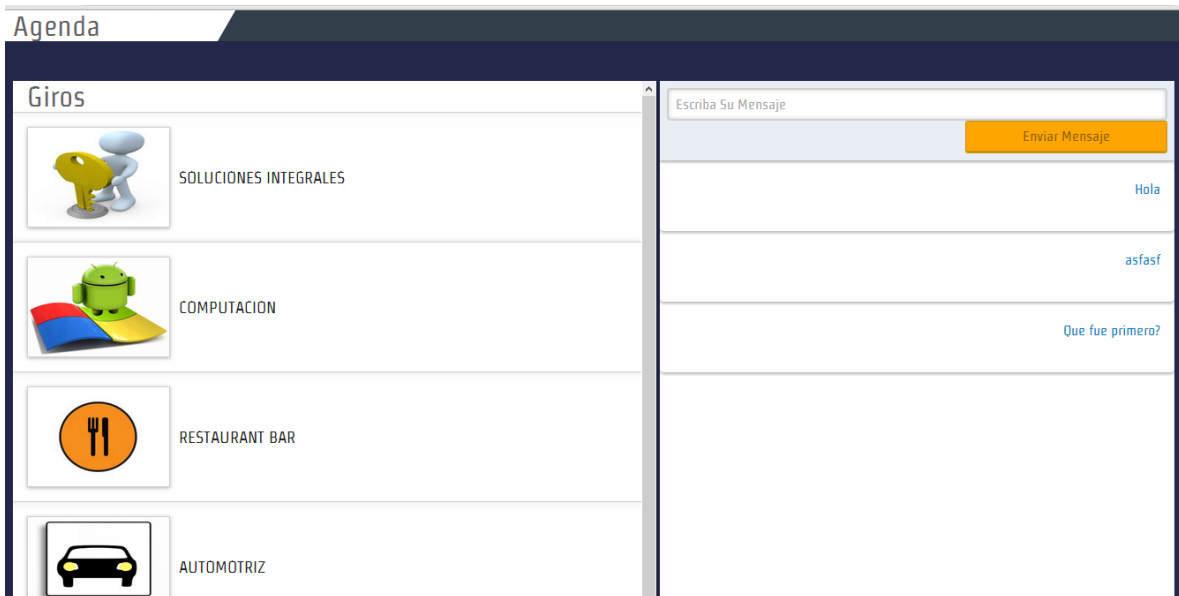 Agenda
Giros
SOLUCIONES INTEGRALES
COMPUTACION
RESTAURANT BAR
AUTOMOTRIZ
Escriba Su Mensaje
Enviar Mensaje
Hola
asfasf
Que fue primero?